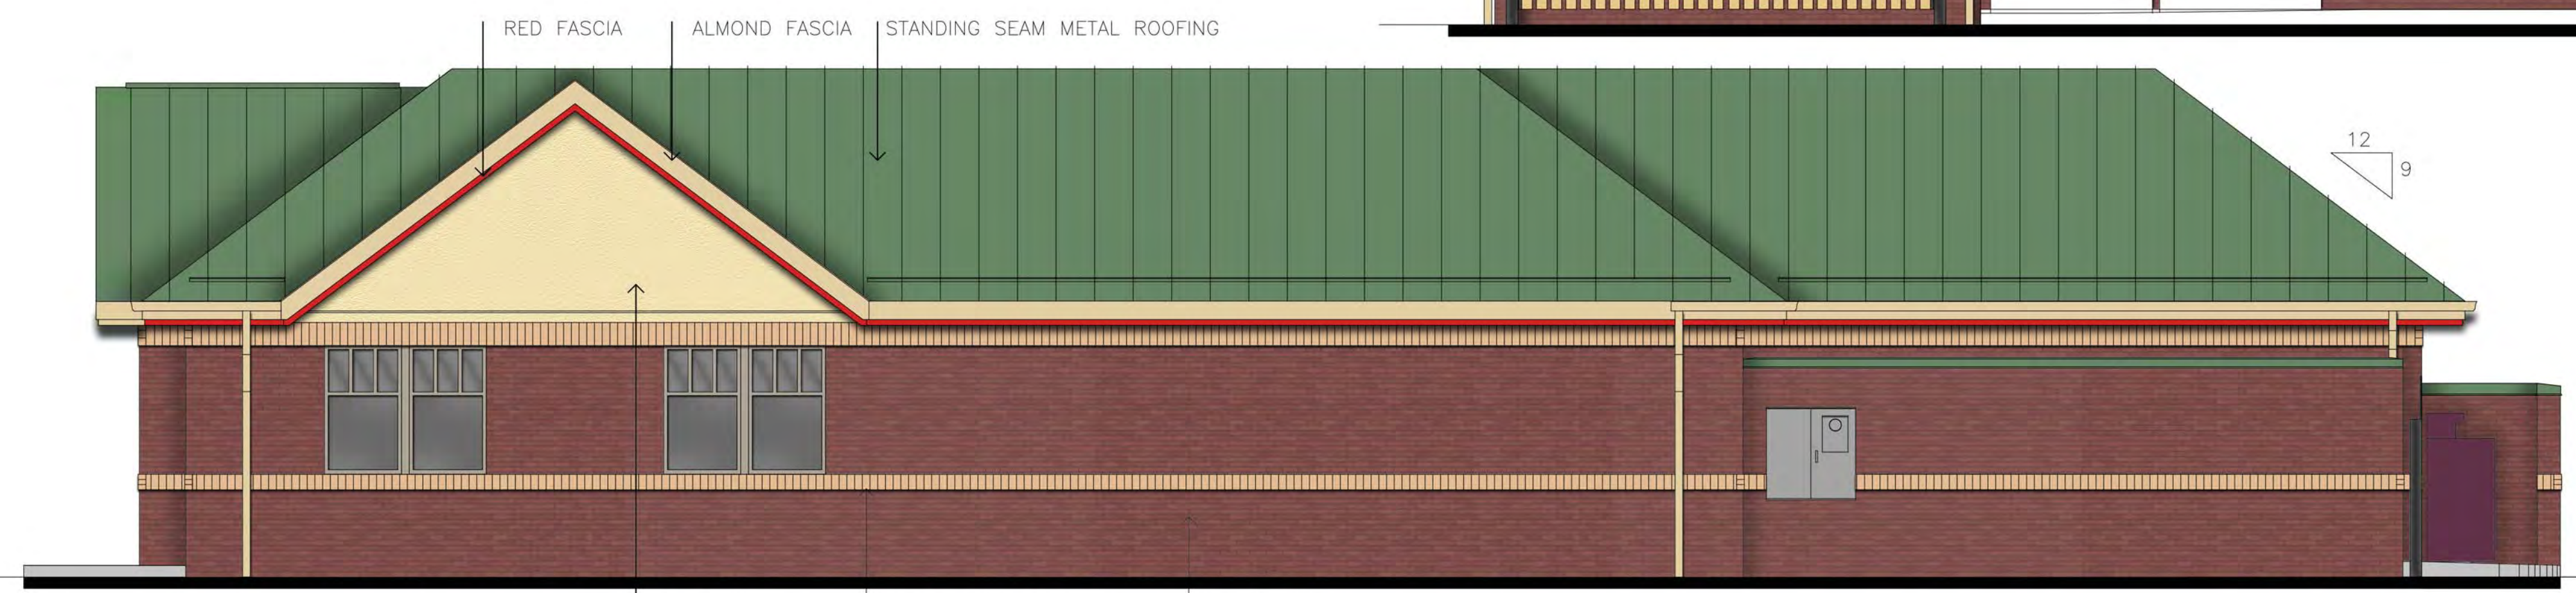 RED FASCIA
ALMOND FASCIA
STANDING SEAM METAL ROOFING
12
9